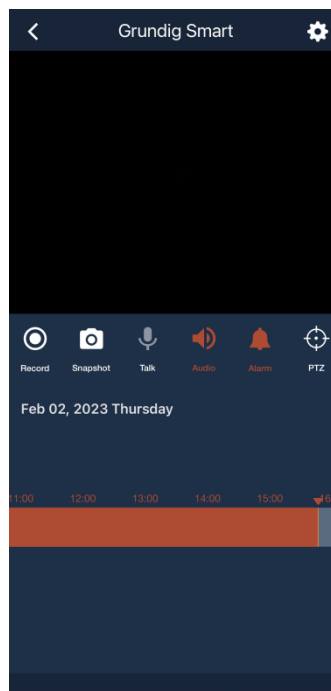 Grundig Smart
Record Snapshot Talk Audio Alarm PTZ
Feb 02, 2023 Thursday
11:00 12:00 13:00 14:00 15:00 16